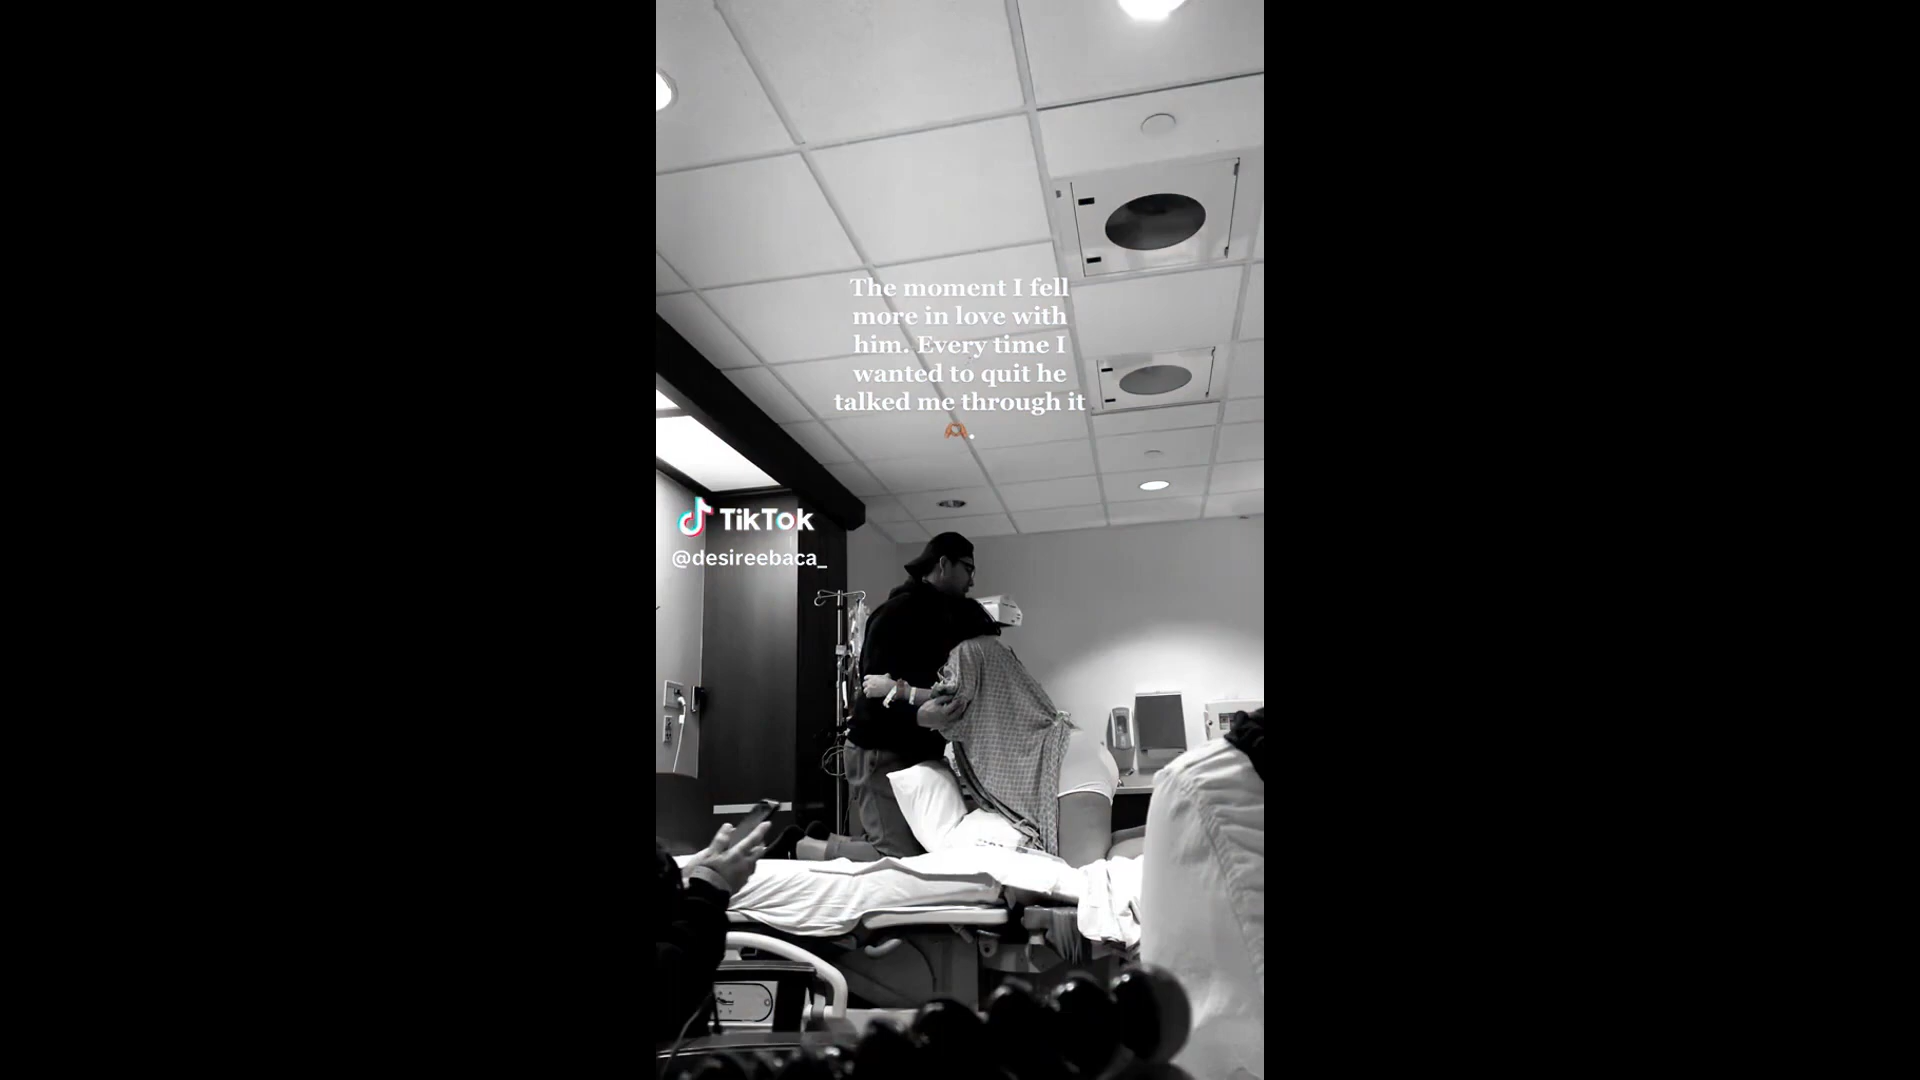 The moment I fell
more in love with
him. Every time I
wanted to quit he
talked me through it
🫶🏽.
TikTok
@desireebaca_